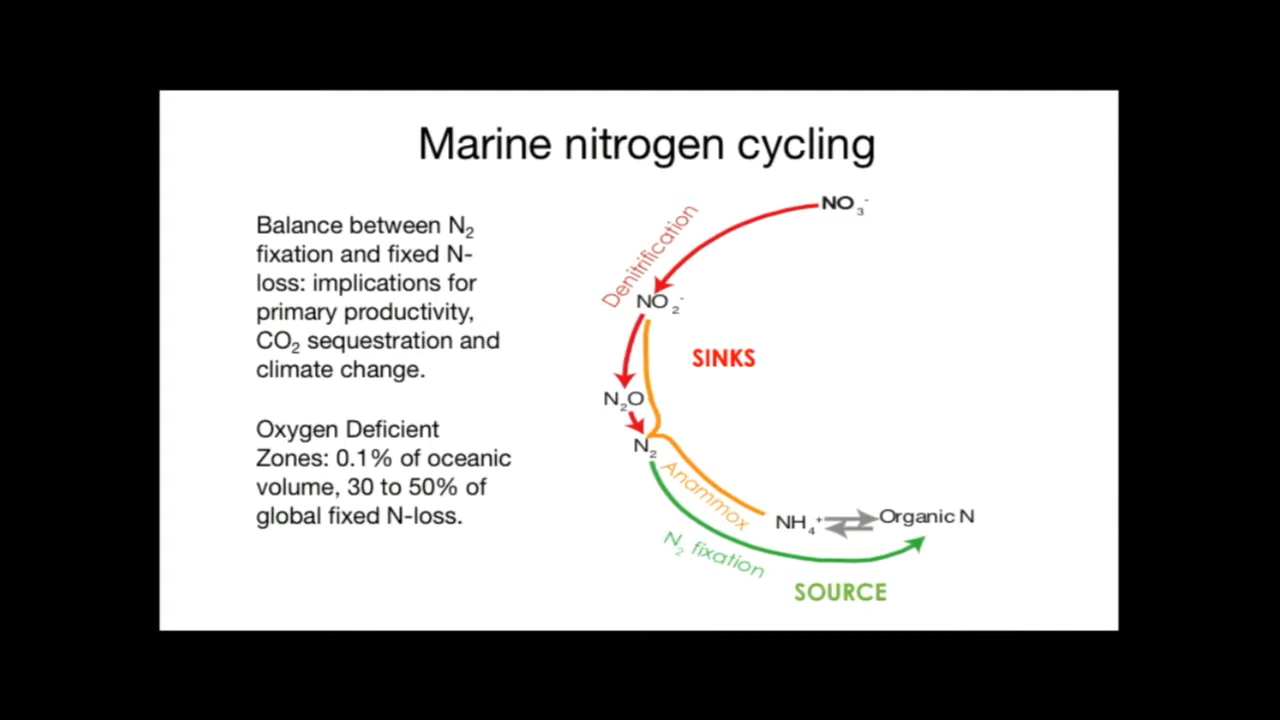 Marine nitrogen cycling
Balance between N₂
fixation and fixed N-
loss: implications for
primary productivity,
CO₂ sequestration and
climate change.
Oxygen Deficient
Zones: 0.1% of oceanic
volume, 30 to 50% of
global fixed N-loss.
NO₃⁻
Denitrification
NO₂⁻
SINKS
N₂O
N₂
Anammox
NH₄⁺
Organic N
N₂ fixation
SOURCE